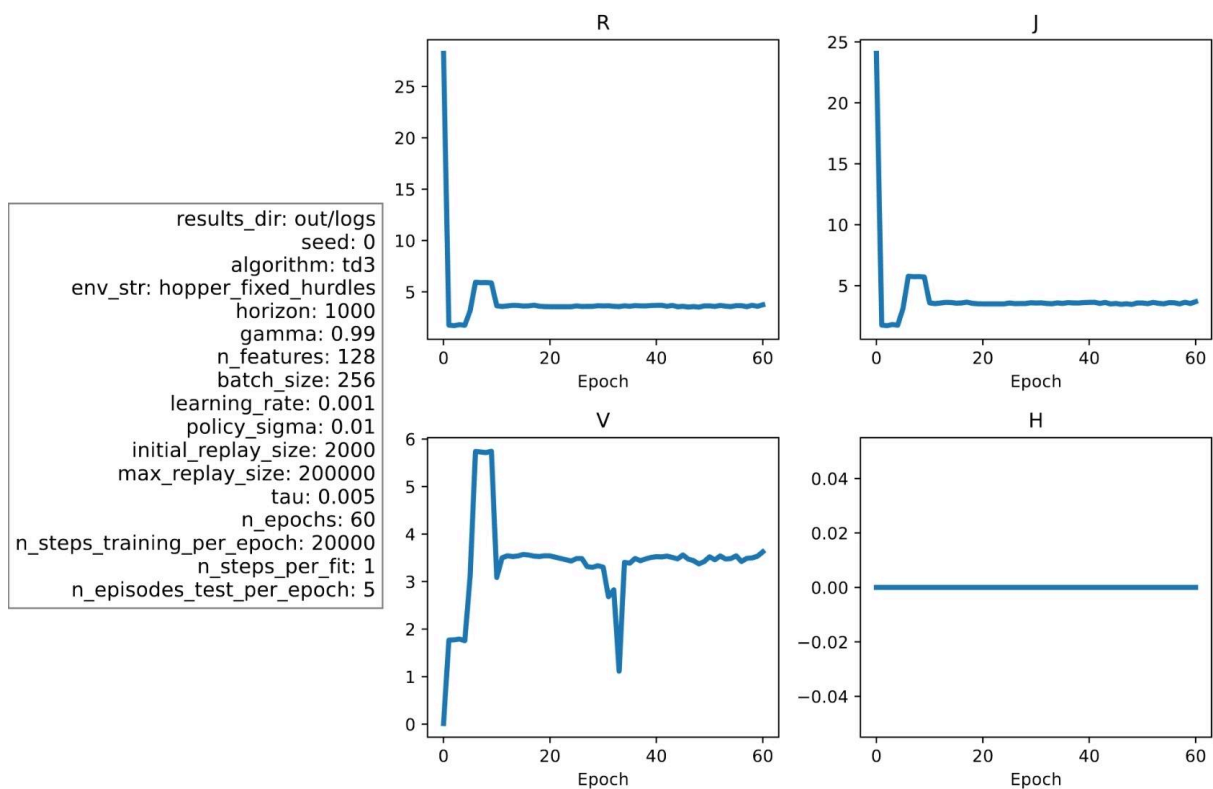 results_dir: out/logs
seed: 0
algorithm: td3
env_str: hopper_fixed_hurdles
horizon: 1000
gamma: 0.99
n_features: 128
batch_size: 256
learning_rate: 0.001
policy_sigma: 0.01
initial_replay_size: 2000
max_replay_size: 200000
tau: 0.005
n_epochs: 60
n_steps_training_per_epoch: 20000
n_steps_per_fit: 1
n_episodes_test_per_epoch: 5
R
25
20
15
10
5
0 20 40 60
Epoch
J
25
20
15
10
5
0 20 40 60
Epoch
V
6
5
4
3
2
1
0
0 20 40 60
Epoch
H
0.04
0.02
0.00
−0.02
−0.04
0 20 40 60
Epoch